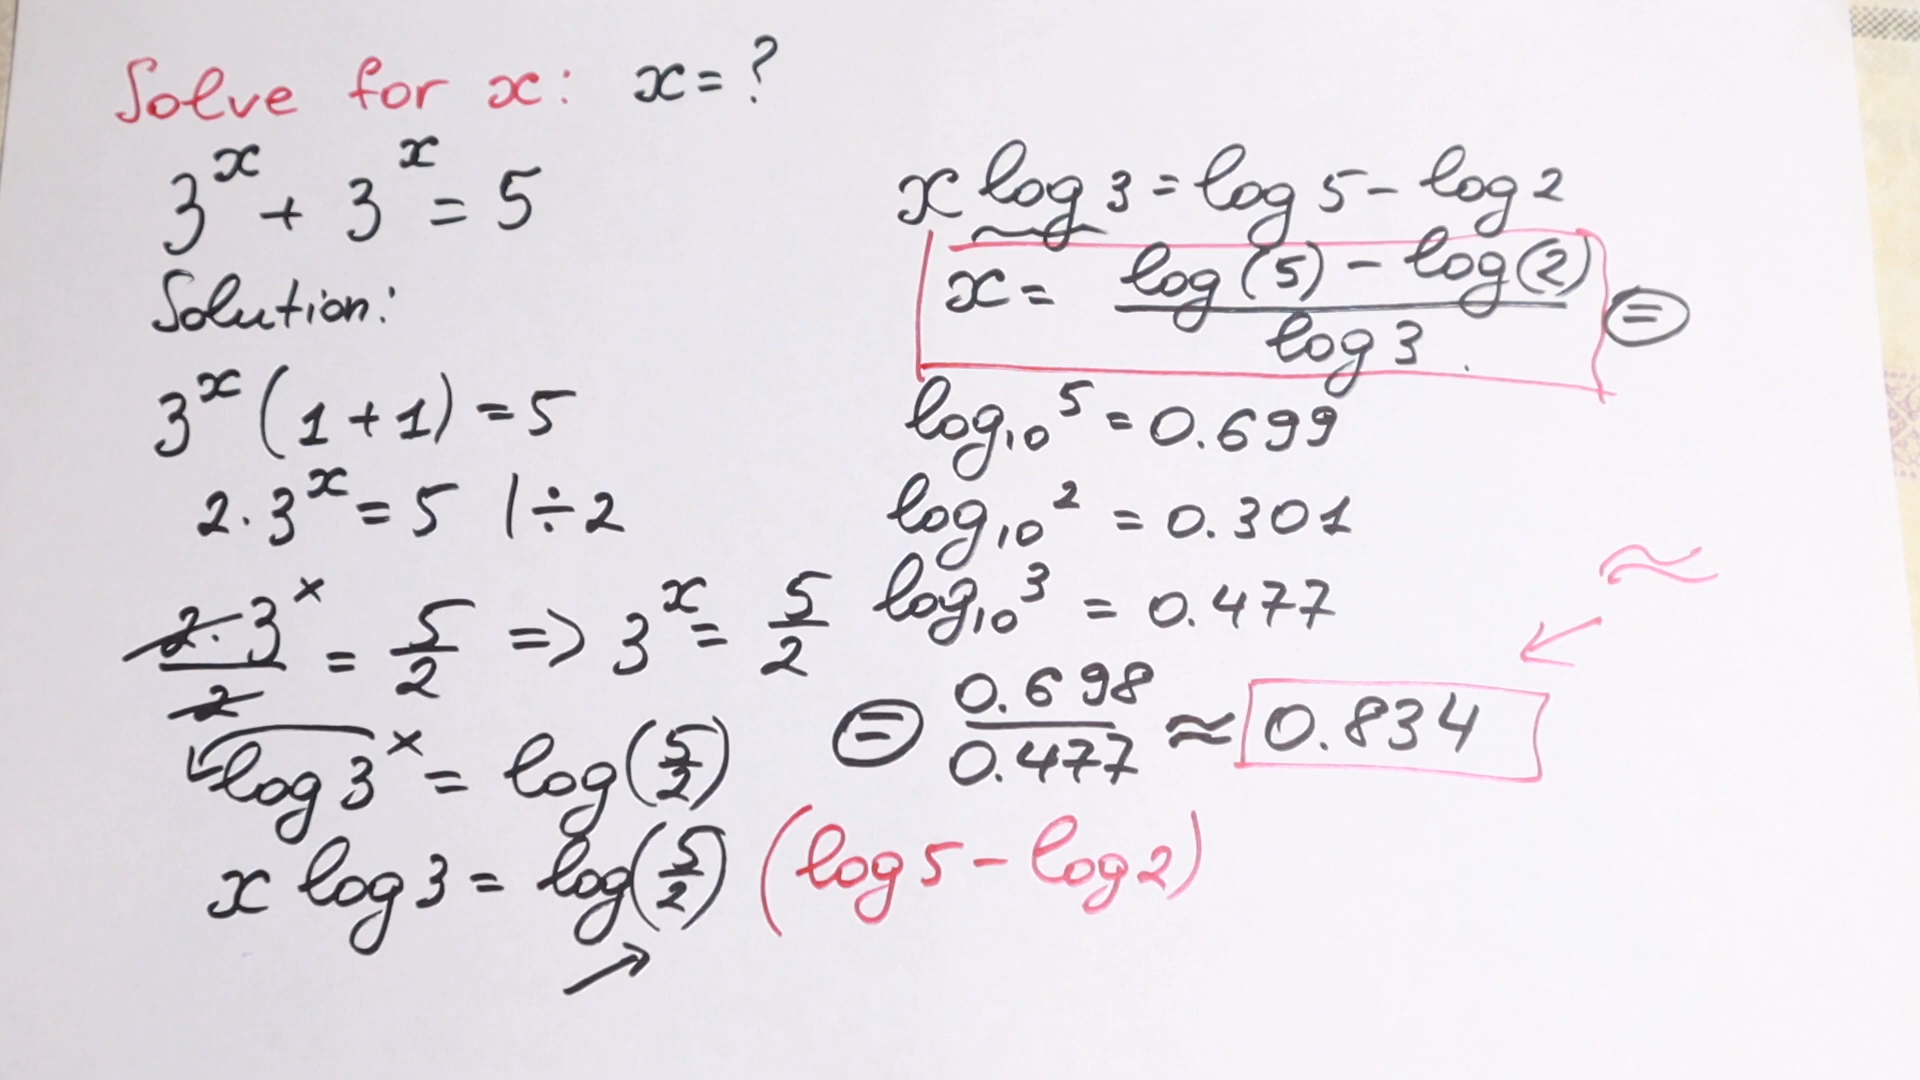 Solve for x: x = ?
3^x + 3^x = 5
Solution:
3^x (1 + 1) = 5
2 · 3^x = 5 | ÷ 2
2 · 3^x / 2 = 5/2 => 3^x = 5/2
log 3^x = log(5/2)
x log 3 = log(5/2) (log 5 - log 2)
x log 3 = log 5 - log 2
x = (log(5) - log(2)) / log 3 =
log₁₀ 5 = 0.699
log₁₀ 2 = 0.301
log₁₀ 3 = 0.477
≈
= 0.698 / 0.477 ≈ 0.834